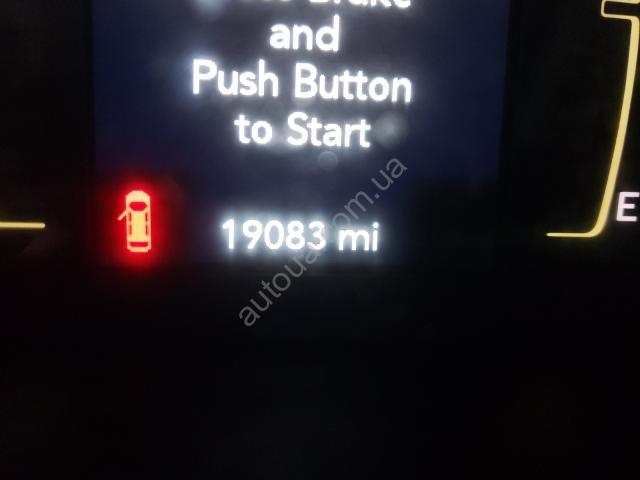 and
Push Button
to Start
19083 mi
E
autoua.com.ua